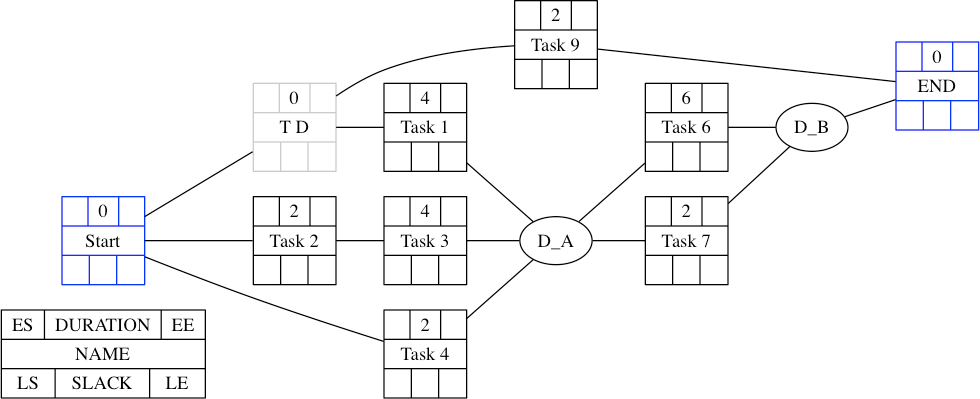 2
Task 9
0
END
0
T D
4
Task 1
6
Task 6
D_B
0
Start
2
Task 2
4
Task 3
D_A
2
Task 7
2
Task 4
ES DURATION EE
NAME
LS SLACK LE